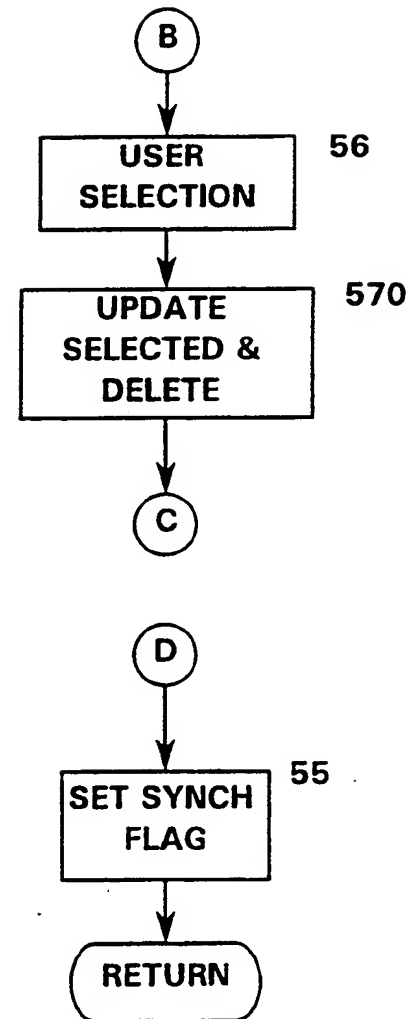 B
USER
SELECTION
56
UPDATE
SELECTED &
DELETE
570
C
D
SET SYNCH
FLAG
55
RETURN